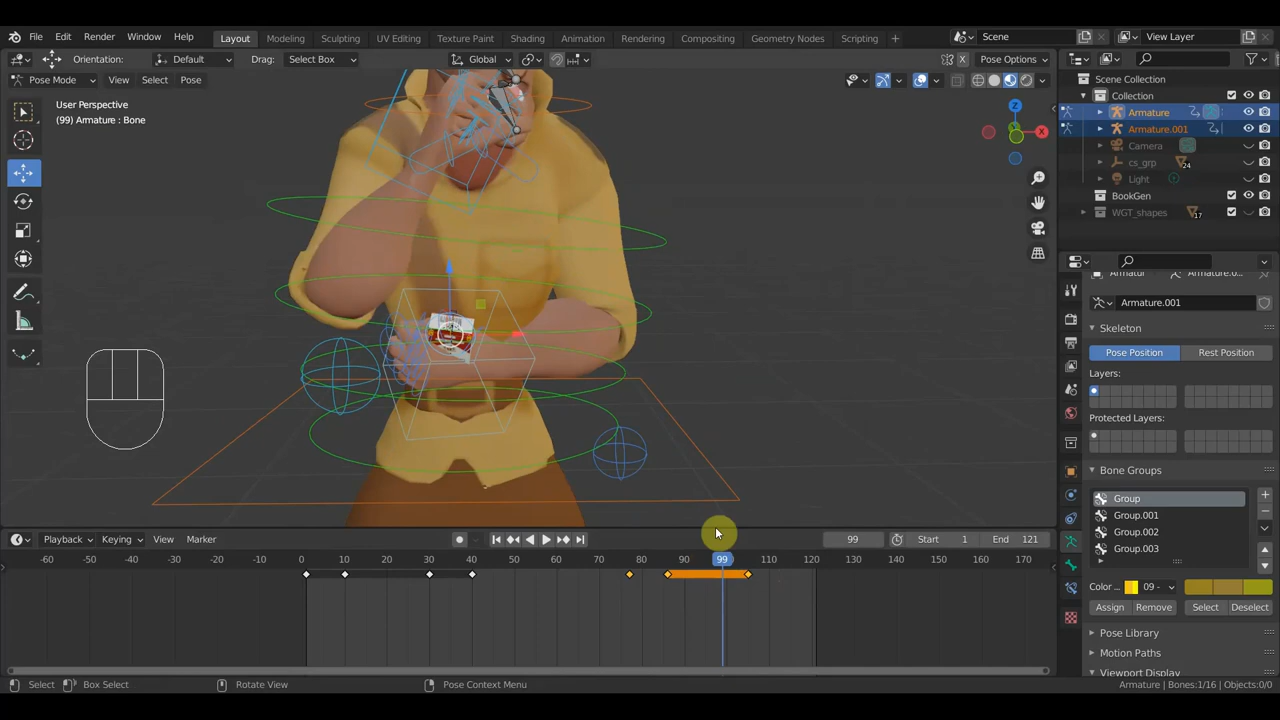 File Edit Render Window Help Layout Modeling Sculpting UV Editing Texture Paint Shading Animation Rendering Compositing Geometry Nodes Scripting + Scene View Layer
Orientation: Default Drag: Select Box Global X Pose Options
Pose Mode View Select Pose
User Perspective
(99) Armature : Bone
Z
X
Scene Collection
Collection
Armature
Armature.001
Camera
cs_grp 24
Light
BookGen
WGT_shapes 17
Armatur Armature.0...
Armature.001
Skeleton
Pose Position Rest Position
Layers:
Protected Layers:
Bone Groups
Group
Group.001
Group.002
Group.003
Color ... 09 -
Assign Remove Select Deselect
Pose Library
Motion Paths
Viewport Display
Playback Keying View Marker 99 Start 1 End 121
-60 -50 -40 -30 -20 -10 0 10 20 30 40 50 60 70 80 90 99 110 120 130 140 150 160 170
Select Box Select Rotate View Pose Context Menu Armature | Bones:1/16 | Objects:0/0